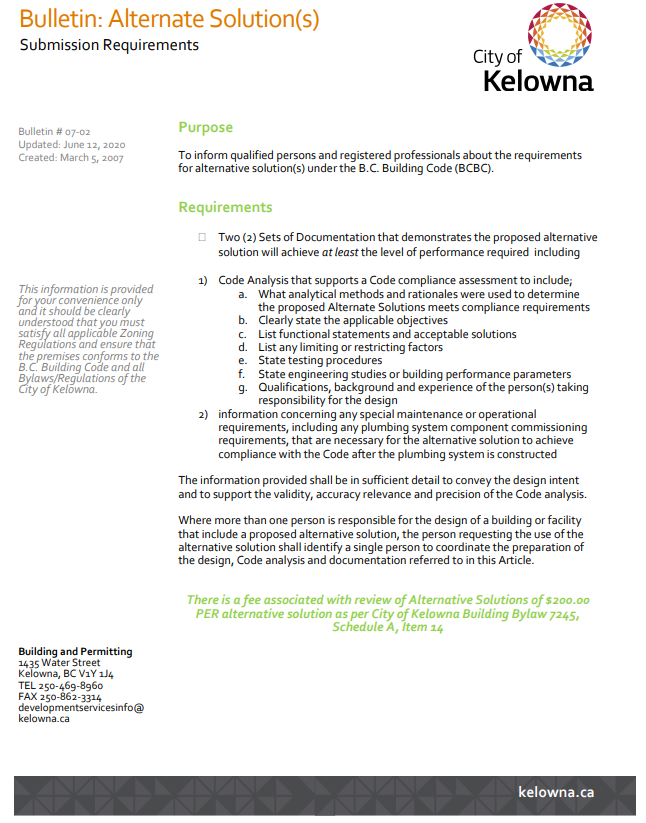 Bulletin: Alternate Solution(s)
Submission Requirements
City of
Kelowna
Bulletin # 07-02
Updated: June 12, 2020
Created: March 5, 2007
This information is provided
for your convenience only
and it should be clearly
understood that you must
satisfy all applicable Zoning
Regulations and ensure that
the premises conforms to the
B.C. Building Code and all
Bylaws/Regulations of the
City of Kelowna.
Purpose
To inform qualified persons and registered professionals about the requirements
for alternative solution(s) under the B.C. Building Code (BCBC).
Requirements
□ Two (2) Sets of Documentation that demonstrates the proposed alternative
solution will achieve at least the level of performance required including
1) Code Analysis that supports a Code compliance assessment to include;
a. What analytical methods and rationales were used to determine
the proposed Alternate Solutions meets compliance requirements
b. Clearly state the applicable objectives
c. List functional statements and acceptable solutions
d. List any limiting or restricting factors
e. State testing procedures
f. State engineering studies or building performance parameters
g. Qualifications, background and experience of the person(s) taking
responsibility for the design
2) information concerning any special maintenance or operational
requirements, including any plumbing system component commissioning
requirements, that are necessary for the alternative solution to achieve
compliance with the Code after the plumbing system is constructed
The information provided shall be in sufficient detail to convey the design intent
and to support the validity, accuracy relevance and precision of the Code analysis.
Where more than one person is responsible for the design of a building or facility
that include a proposed alternative solution, the person requesting the use of the
alternative solution shall identify a single person to coordinate the preparation of
the design, Code analysis and documentation referred to in this Article.
There is a fee associated with review of Alternative Solutions of $200.00
PER alternative solution as per City of Kelowna Building Bylaw 7245,
Schedule A, Item 14
Building and Permitting
1435 Water Street
Kelowna, BC V1Y 1J4
TEL 250-469-8960
FAX 250-862-3314
developmentservicesinfo@
kelowna.ca
kelowna.ca